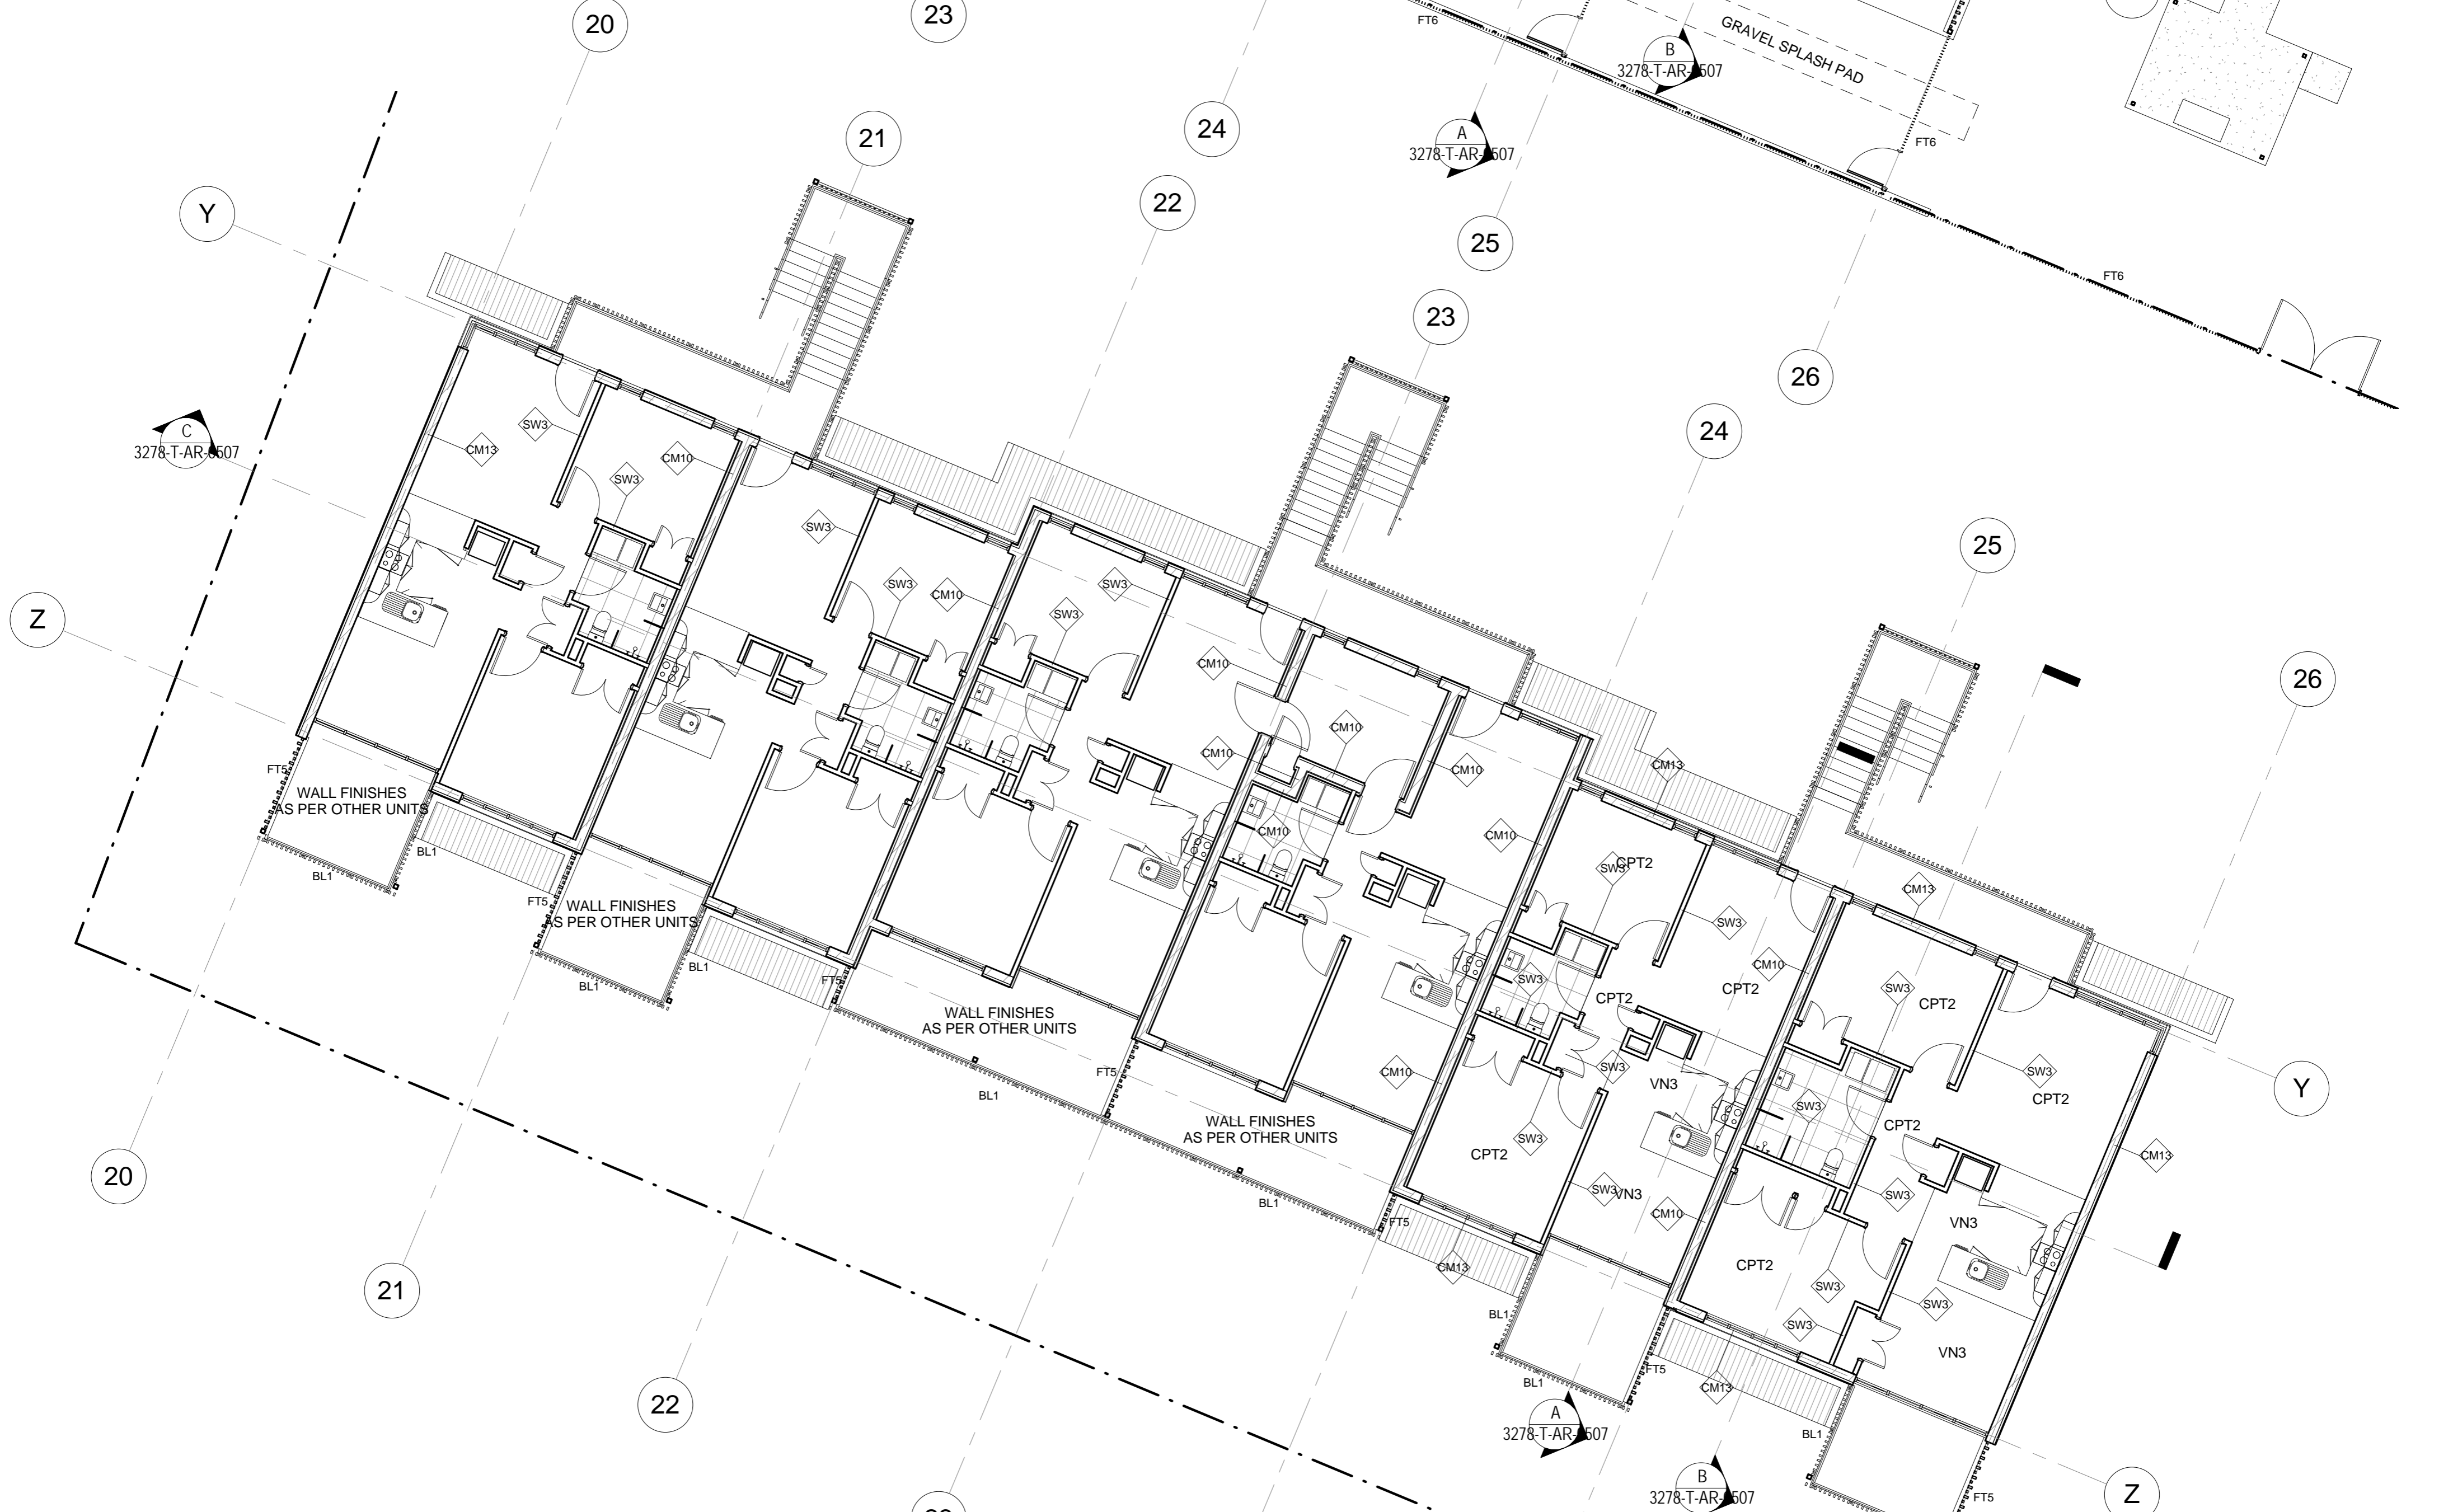 20
23
FT6
B
3278-T-AR-0507
GRAVEL SPLASH PAD
21
24
A
3278-T-AR-0507
FT6
Y
22
25
FT6
23
26
C
3278-T-AR-0507
SW3
CM13
CM10
SW3
24
SW3
25
SW3
CM10
SW3
SW3
Z
CM10
26
CM10
CM10
CM10
CM13
FT5
WALL FINISHES
AS PER OTHER UNITS
CM10
CM10
SW3
CPT2
BL1
BL1
FT5
WALL FINISHES
AS PER OTHER UNITS
CM13
SW3
CM10
BL1
BL1
FT5
SW3
CPT2
CPT2
SW3
CPT2
WALL FINISHES
AS PER OTHER UNITS
FT5
BL1
CM10
SW3
VN3
SW3
CPT2
Y
WALL FINISHES
AS PER OTHER UNITS
SW3
CPT2
SW3
CPT2
CM13
20
BL1
SW3
VN3
SW3
CM10
FT5
VN3
21
CM13
CPT2
SW3
SW3
BL1
SW3
VN3
FT5
BL1
CM13
22
A
3278-T-AR-0507
BL1
B
3278-T-AR-0507
FT5
Z